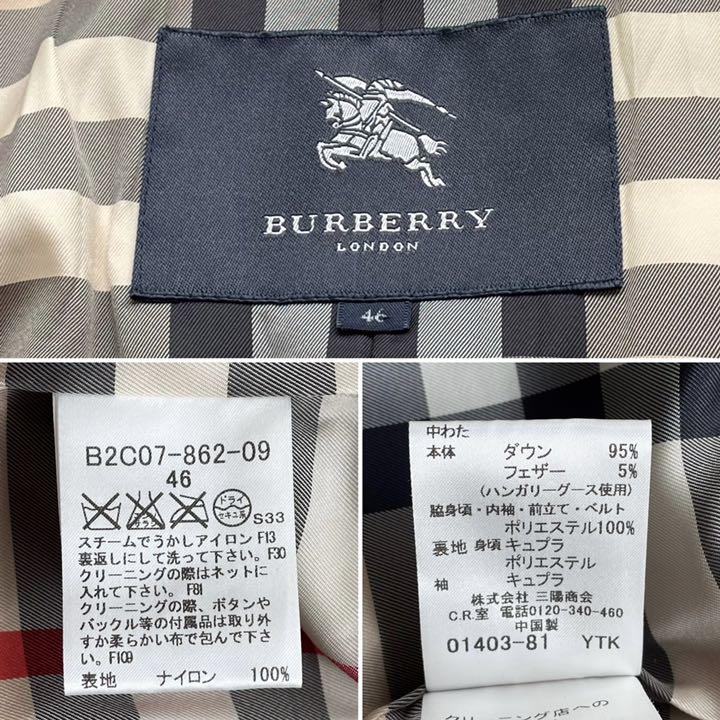 BURBERRY
LONDON
46
B2C07-862-09
46
ドライ
セキユ系
S33
スチームでうかしアイロン F13
裏返しにして洗って下さい。F30
クリーニングの際はネットに
入れて下さい。F81
クリーニングの際、ボタンや
バックル等の付属品は取り外
すか柔らかい布で包んで下さ
い。F109
表地 ナイロン 100%
中わた
本体 ダウン 95%
フェザー 5%
(ハンガリーグース使用)
脇身頃・内袖・前立て・ベルト
ポリエステル100%
裏地 身頃 キュプラ
ポリエステル
袖 キュプラ
株式会社 三陽商会
C.R.室 電話0120-340-460
中国製
01403-81 YTK
クリーニング店への